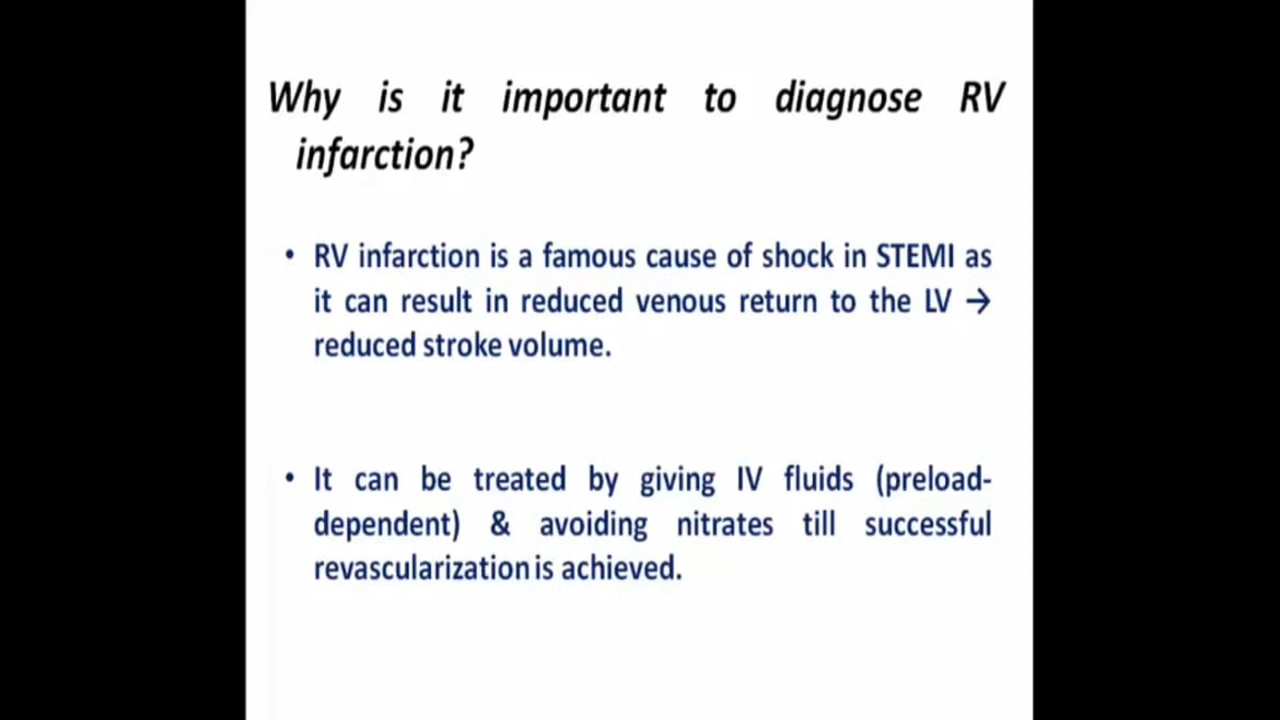 Why is it important to diagnose RV
infarction?
• RV infarction is a famous cause of shock in STEMI as
it can result in reduced venous return to the LV →
reduced stroke volume.
• It can be treated by giving IV fluids (preload-
dependent) & avoiding nitrates till successful
revascularization is achieved.